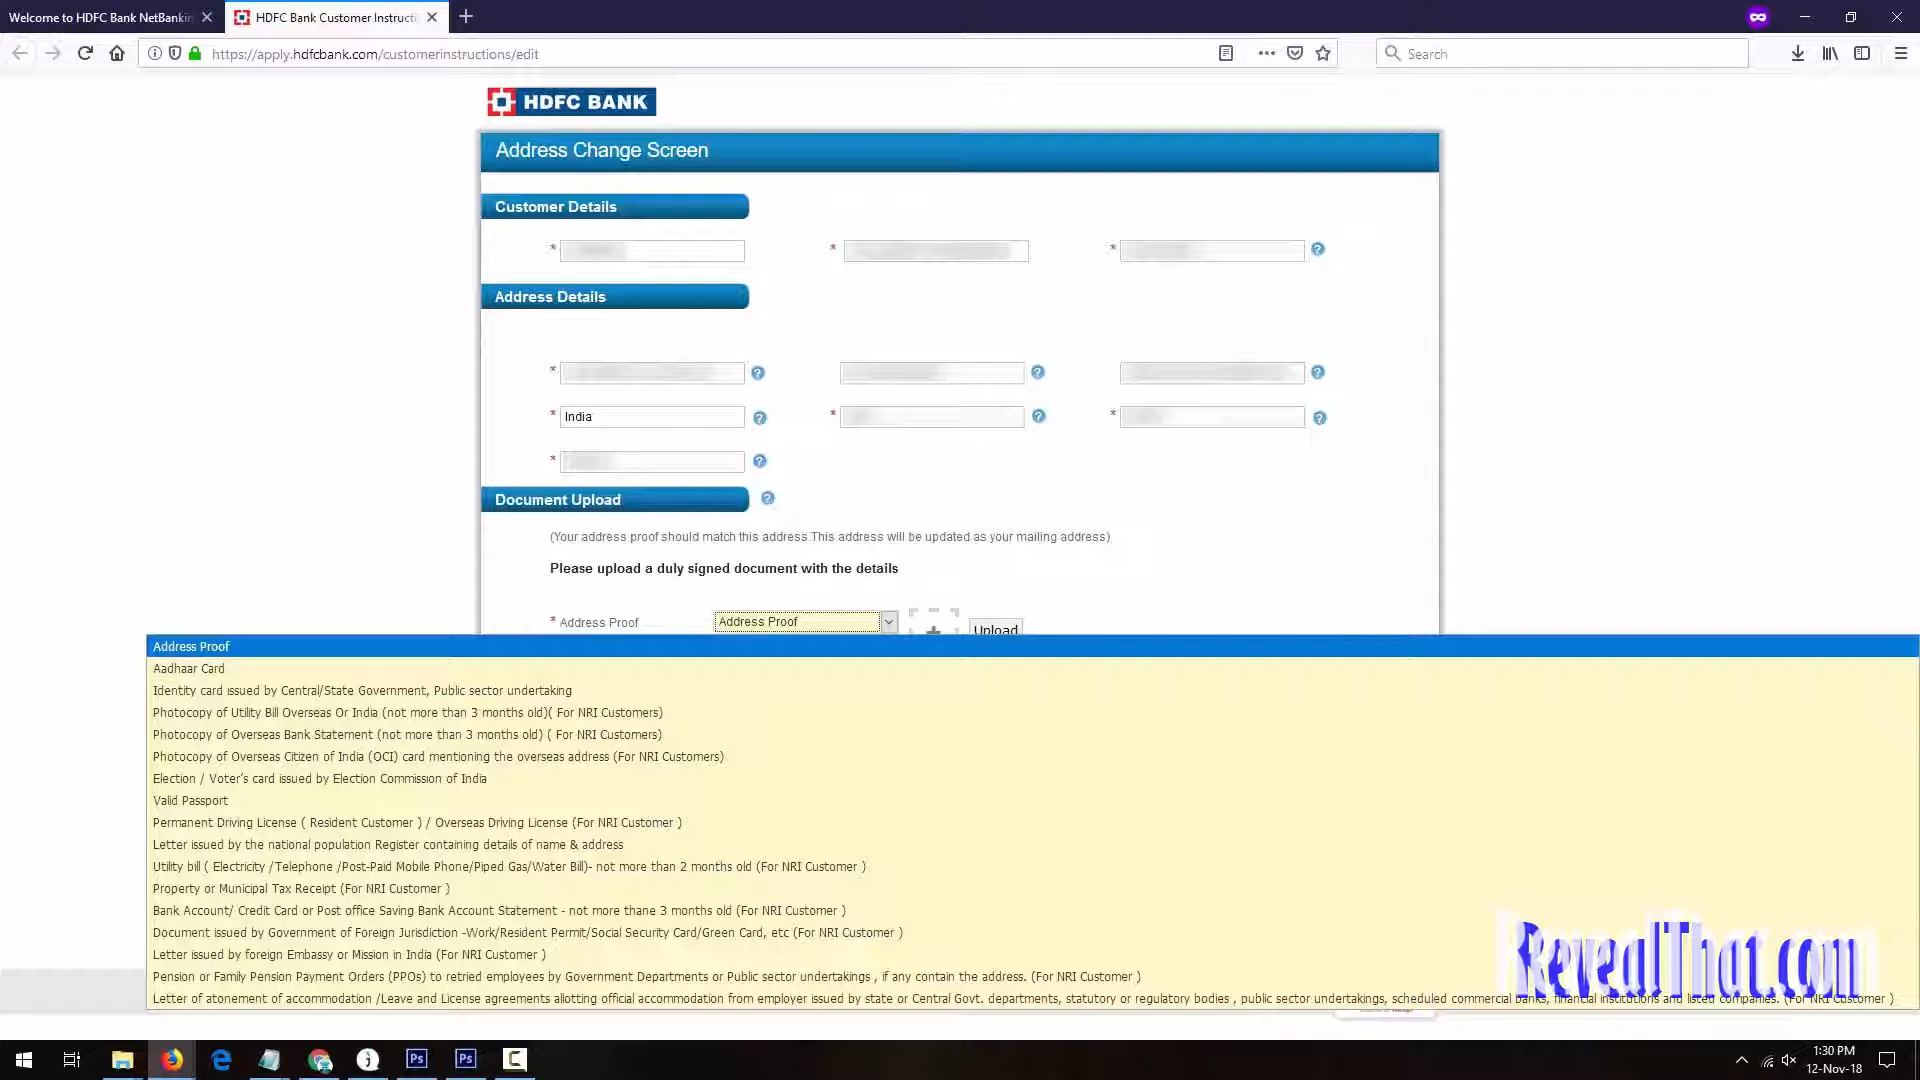 Welcome to HDFC Bank NetBankin
HDFC Bank Customer Instructi
https://apply.hdfcbank.com/customerinstructions/edit
Search
HDFC BANK
Address Change Screen
Customer Details
*
*
*
?
Address Details
* ?
?
?
* India ?
* ?
* ?
* ?
Document Upload ?
(Your address proof should match this address.This address will be updated as your mailing address)
Please upload a duly signed document with the details
* Address Proof
Address Proof
Upload
Address Proof
Aadhaar Card
Identity card issued by Central/State Government, Public sector undertaking
Photocopy of Utility Bill Overseas Or India (not more than 3 months old)( For NRI Customers)
Photocopy of Overseas Bank Statement (not more than 3 months old) ( For NRI Customers)
Photocopy of Overseas Citizen of India (OCI) card mentioning the overseas address (For NRI Customers)
Election / Voter's card issued by Election Commission of India
Valid Passport
Permanent Driving License ( Resident Customer ) / Overseas Driving License (For NRI Customer )
Letter issued by the national population Register containing details of name & address
Utility bill ( Electricity /Telephone /Post-Paid Mobile Phone/Piped Gas/Water Bill)- not more than 2 months old (For NRI Customer )
Property or Municipal Tax Receipt (For NRI Customer )
Bank Account/ Credit Card or Post office Saving Bank Account Statement - not more thane 3 months old (For NRI Customer )
Document issued by Government of Foreign Jurisdiction -Work/Resident Permit/Social Security Card/Green Card, etc (For NRI Customer )
Letter issued by foreign Embassy or Mission in India (For NRI Customer )
Pension or Family Pension Payment Orders (PPOs) to retried employees by Government Departments or Public sector undertakings , if any contain the address. (For NRI Customer )
Letter of atonement of accommodation /Leave and License agreements allotting official accommodation from employer issued by state or Central Govt. departments, statutory or regulatory bodies , public sector undertakings, scheduled commercial banks, financial institutions and listed companies. (For NRI Customer )
RevealThat.com
Ps
Ps
1:30 PM
12-Nov-18